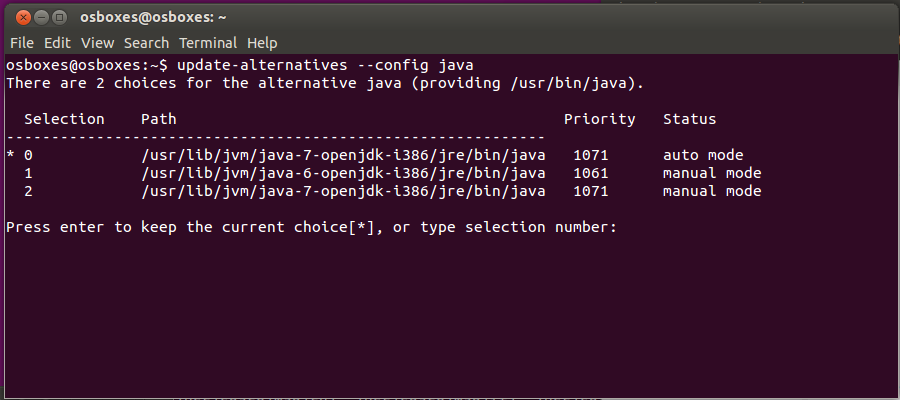 osboxes@osboxes: ~
File Edit View Search Terminal Help
osboxes@osboxes:~$ update-alternatives --config java
There are 2 choices for the alternative java (providing /usr/bin/java).
Selection Path Priority Status
------------------------------------------------------------
* 0 /usr/lib/jvm/java-7-openjdk-i386/jre/bin/java 1071 auto mode
1 /usr/lib/jvm/java-6-openjdk-i386/jre/bin/java 1061 manual mode
2 /usr/lib/jvm/java-7-openjdk-i386/jre/bin/java 1071 manual mode
Press enter to keep the current choice[*], or type selection number: